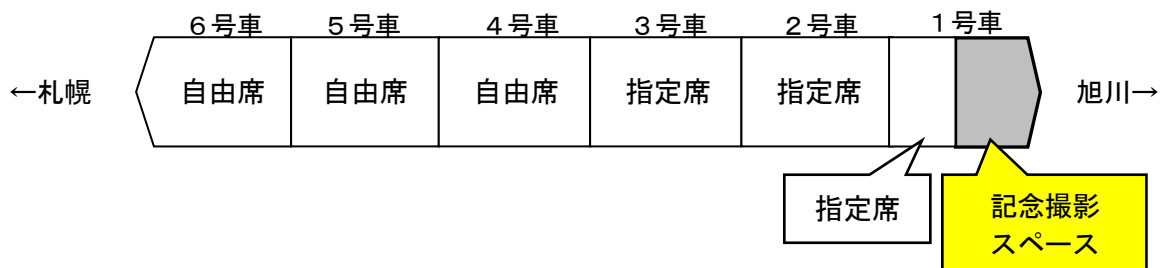 ６号車 ５号車 ４号車 ３号車 ２号車 １号車
←札幌 自由席 自由席 自由席 指定席 指定席 旭川→
指定席
記念撮影
スペース